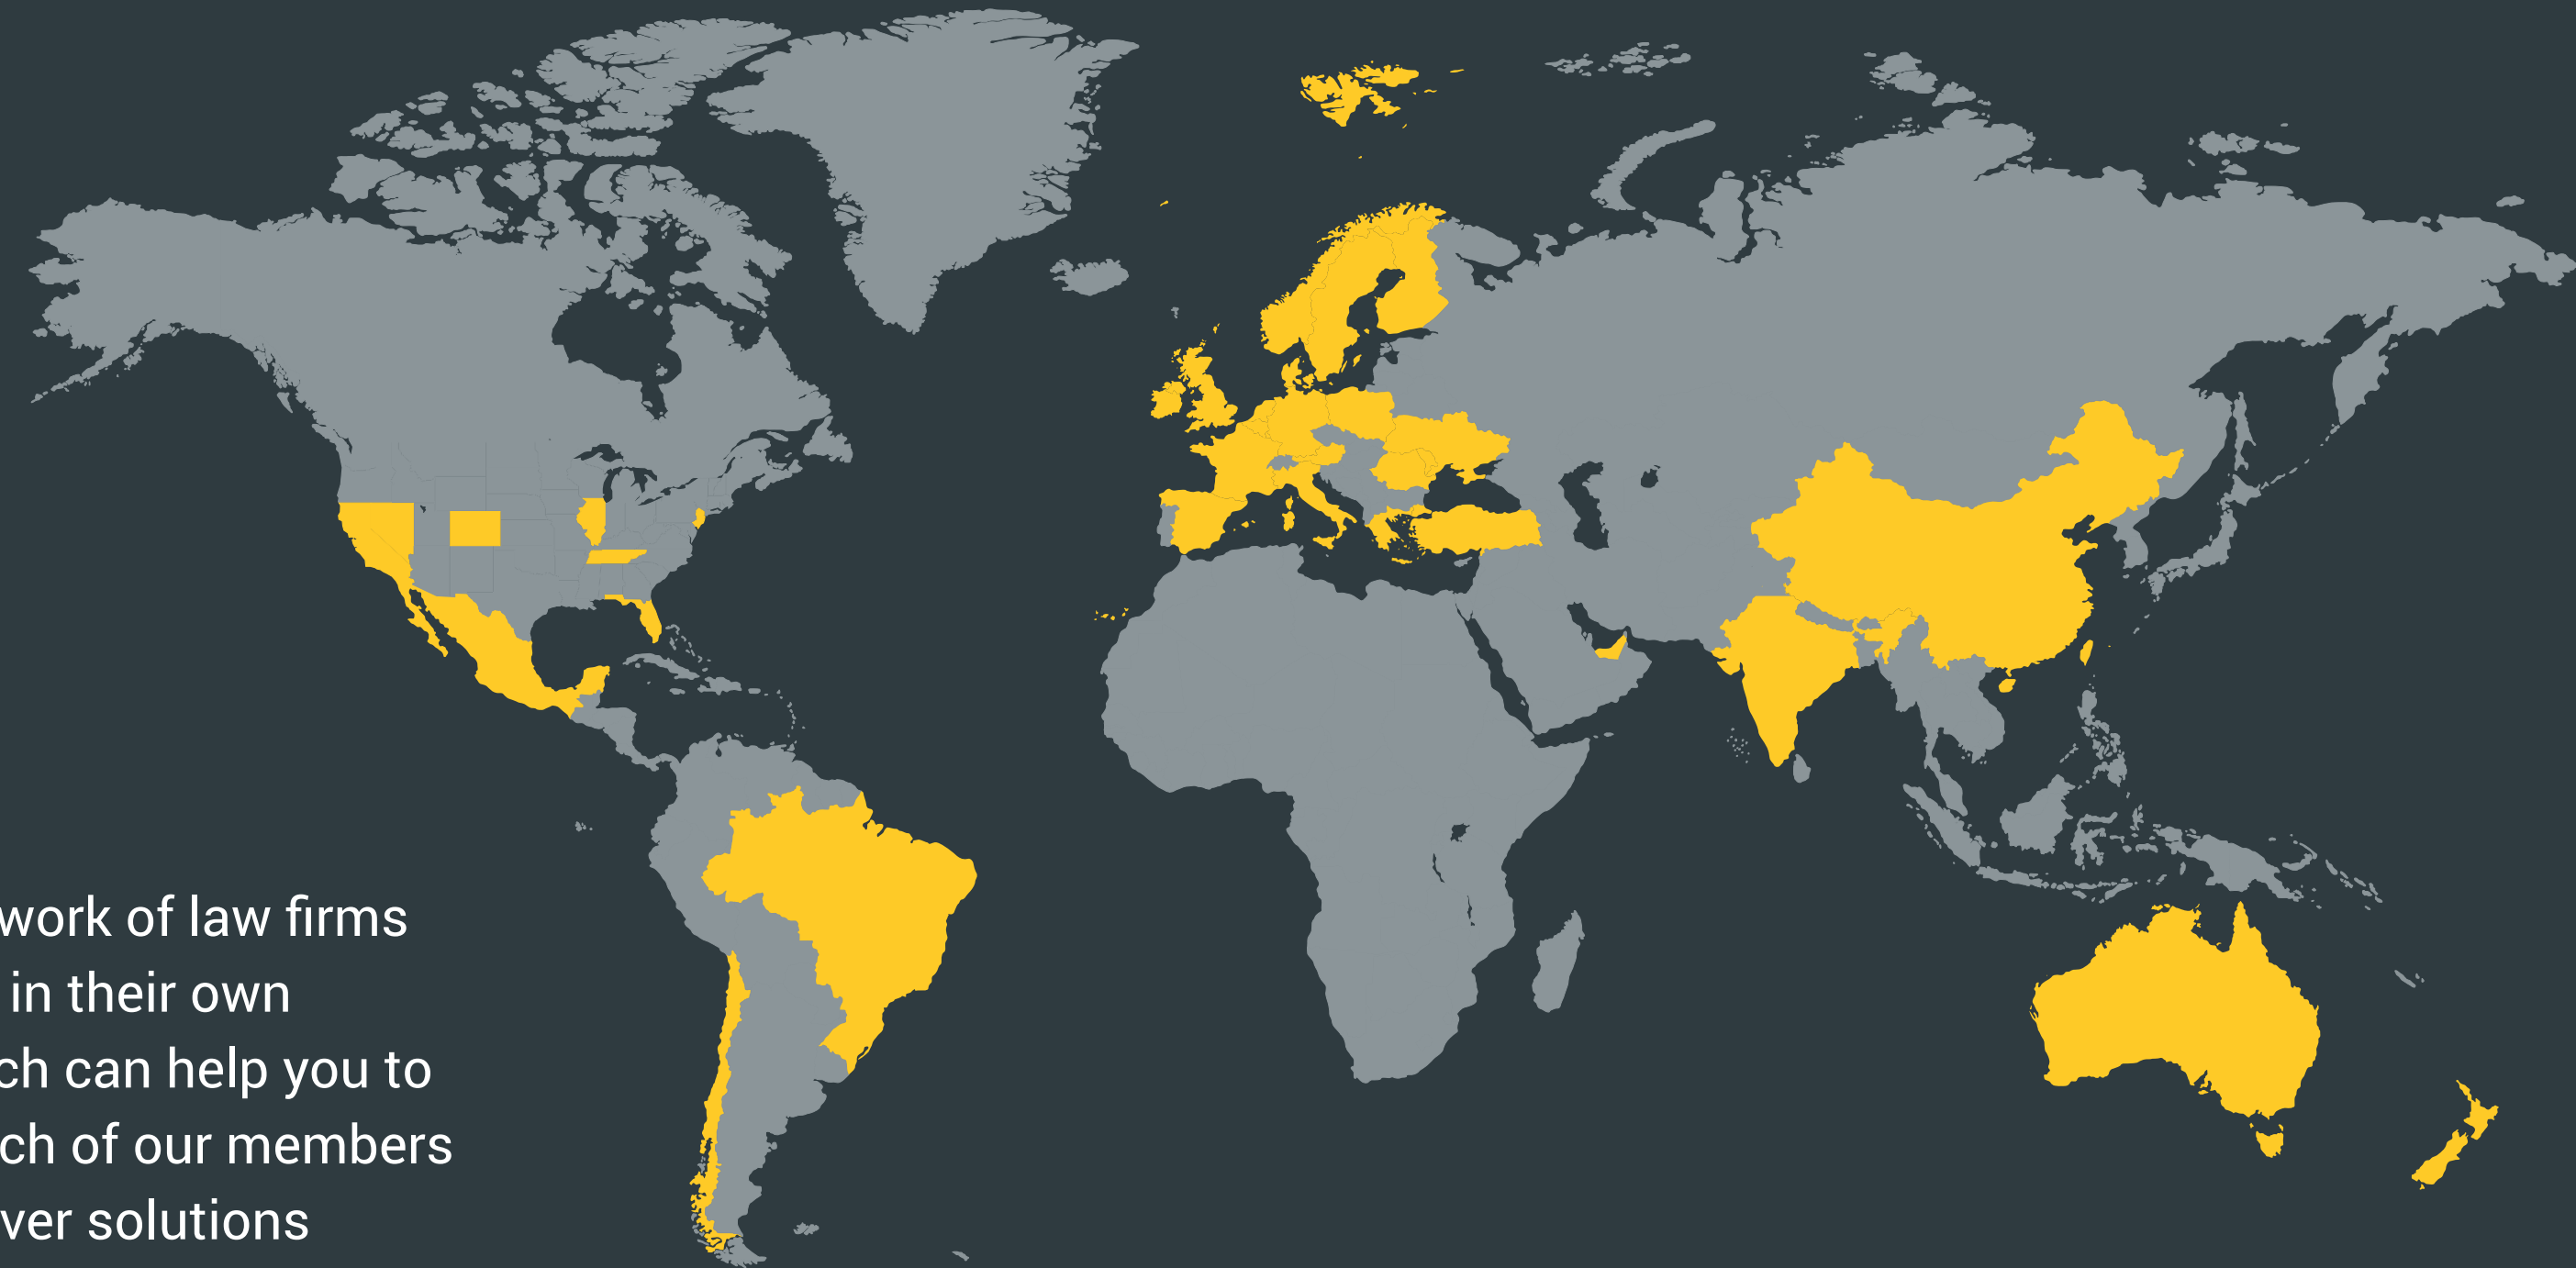 work of law firms
in their own
ch can help you to
ch of our members
ver solutions